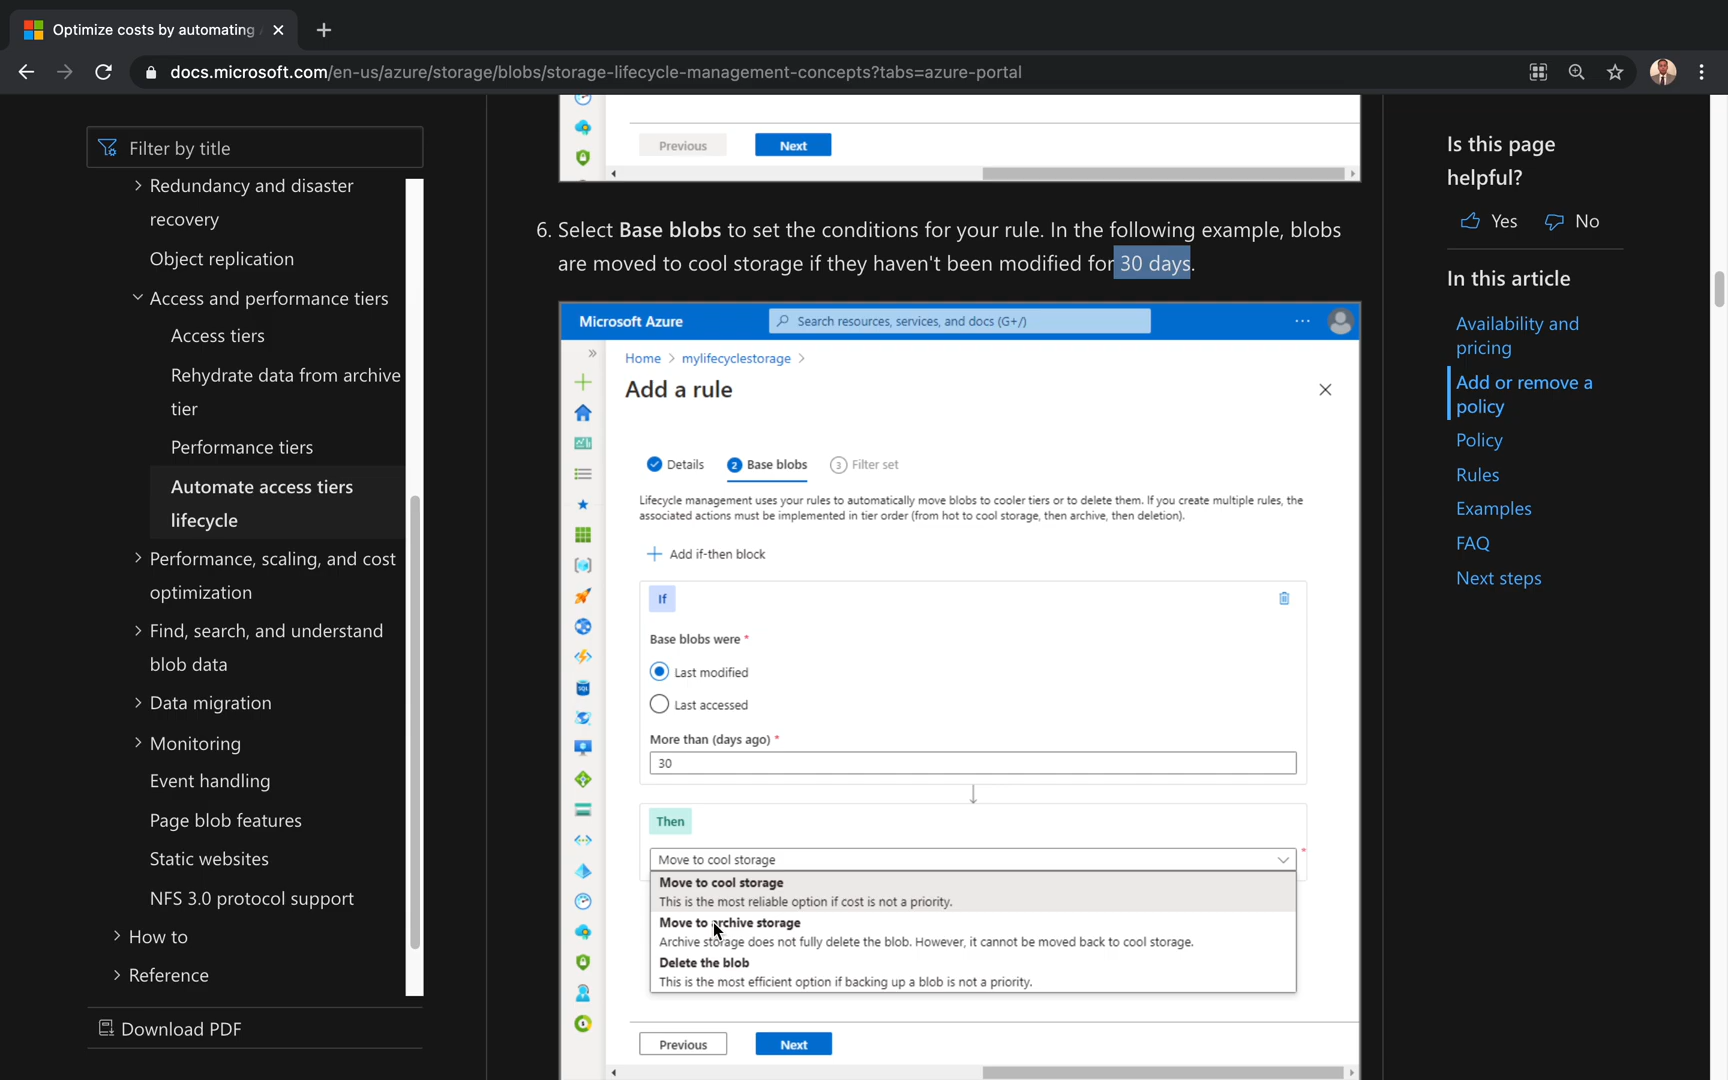 Optimize costs by automating
docs.microsoft.com/en-us/azure/storage/blobs/storage-lifecycle-management-concepts?tabs=azure-portal
Filter by title
Redundancy and disaster
recovery
Object replication
Access and performance tiers
Access tiers
Rehydrate data from archive
tier
Performance tiers
Automate access tiers
lifecycle
Performance, scaling, and cost
optimization
Find, search, and understand
blob data
Data migration
Monitoring
Event handling
Page blob features
Static websites
NFS 3.0 protocol support
How to
Reference
Download PDF
Previous
Next
6. Select Base blobs to set the conditions for your rule. In the following example, blobs
are moved to cool storage if they haven't been modified for 30 days.
Microsoft Azure
Search resources, services, and docs (G+/)
Home > mylifecyclestorage >
Add a rule
Details
2 Base blobs
3 Filter set
Lifecycle management uses your rules to automatically move blobs to cooler tiers or to delete them. If you create multiple rules, the
associated actions must be implemented in tier order (from hot to cool storage, then archive, then deletion).
Add if-then block
If
Base blobs were *
Last modified
Last accessed
More than (days ago) *
30
Then
Move to cool storage
*
Move to cool storage
This is the most reliable option if cost is not a priority.
Move to archive storage
Archive storage does not fully delete the blob. However, it cannot be moved back to cool storage.
Delete the blob
This is the most efficient option if backing up a blob is not a priority.
Previous
Next
Is this page
helpful?
Yes
No
In this article
Availability and
pricing
Add or remove a
policy
Policy
Rules
Examples
FAQ
Next steps